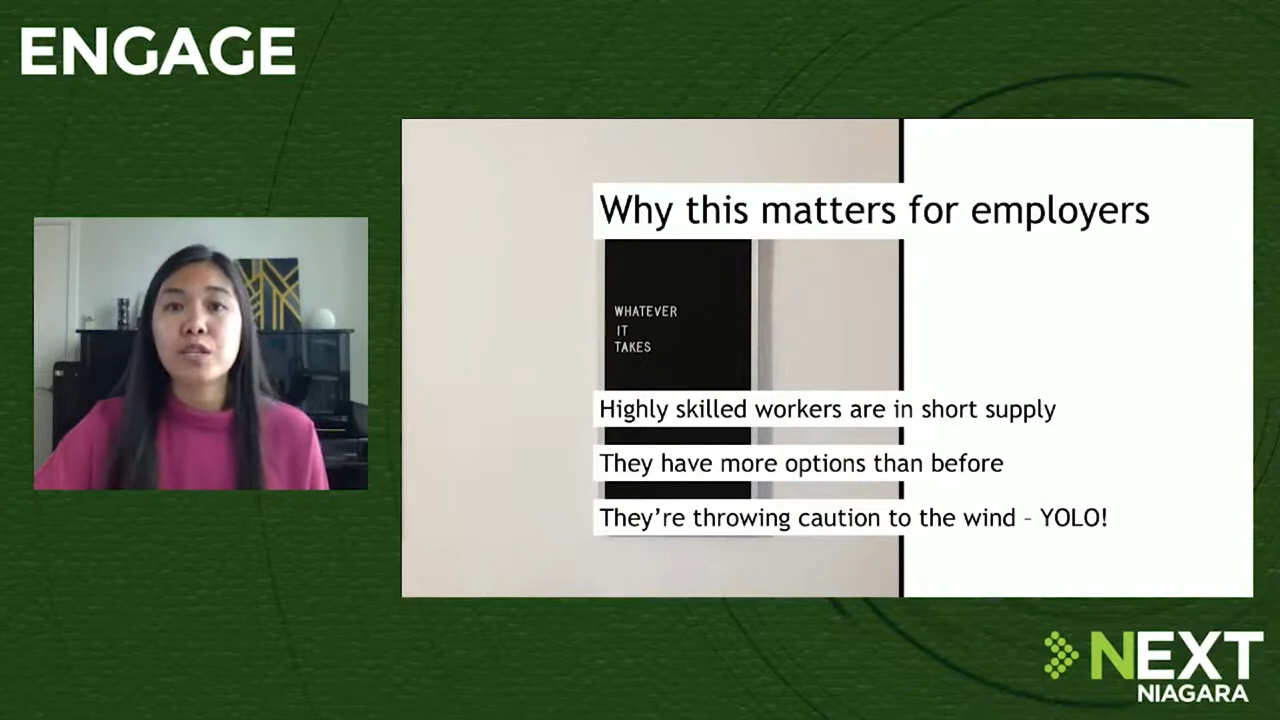 ENGAGE
Why this matters for employers
WHATEVER
IT
TAKES
Highly skilled workers are in short supply
They have more options than before
They’re throwing caution to the wind – YOLO!
NEXT
NIAGARA